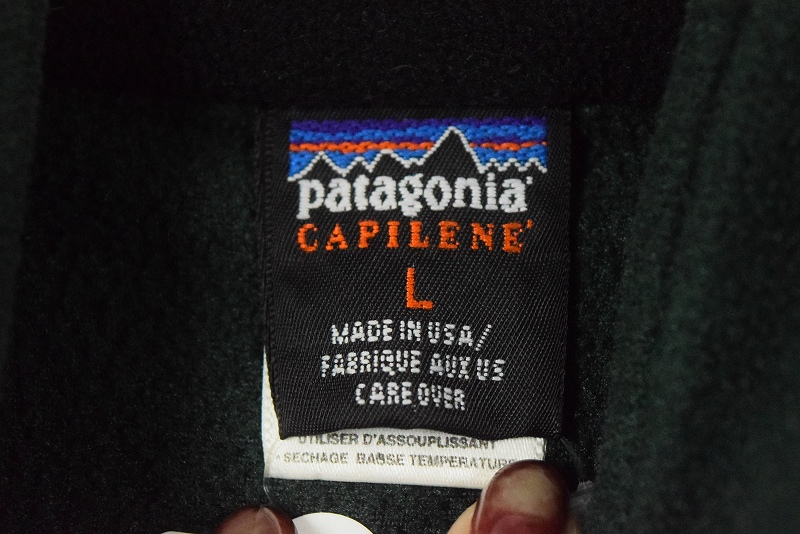 patagonia®
CAPILENE®
L
MADE IN USA/
FABRIQUE AUX US
CARE OVER
UTILISER D'ASSOUPLISSANT
SECHAGE BASSE TEMPERATURE